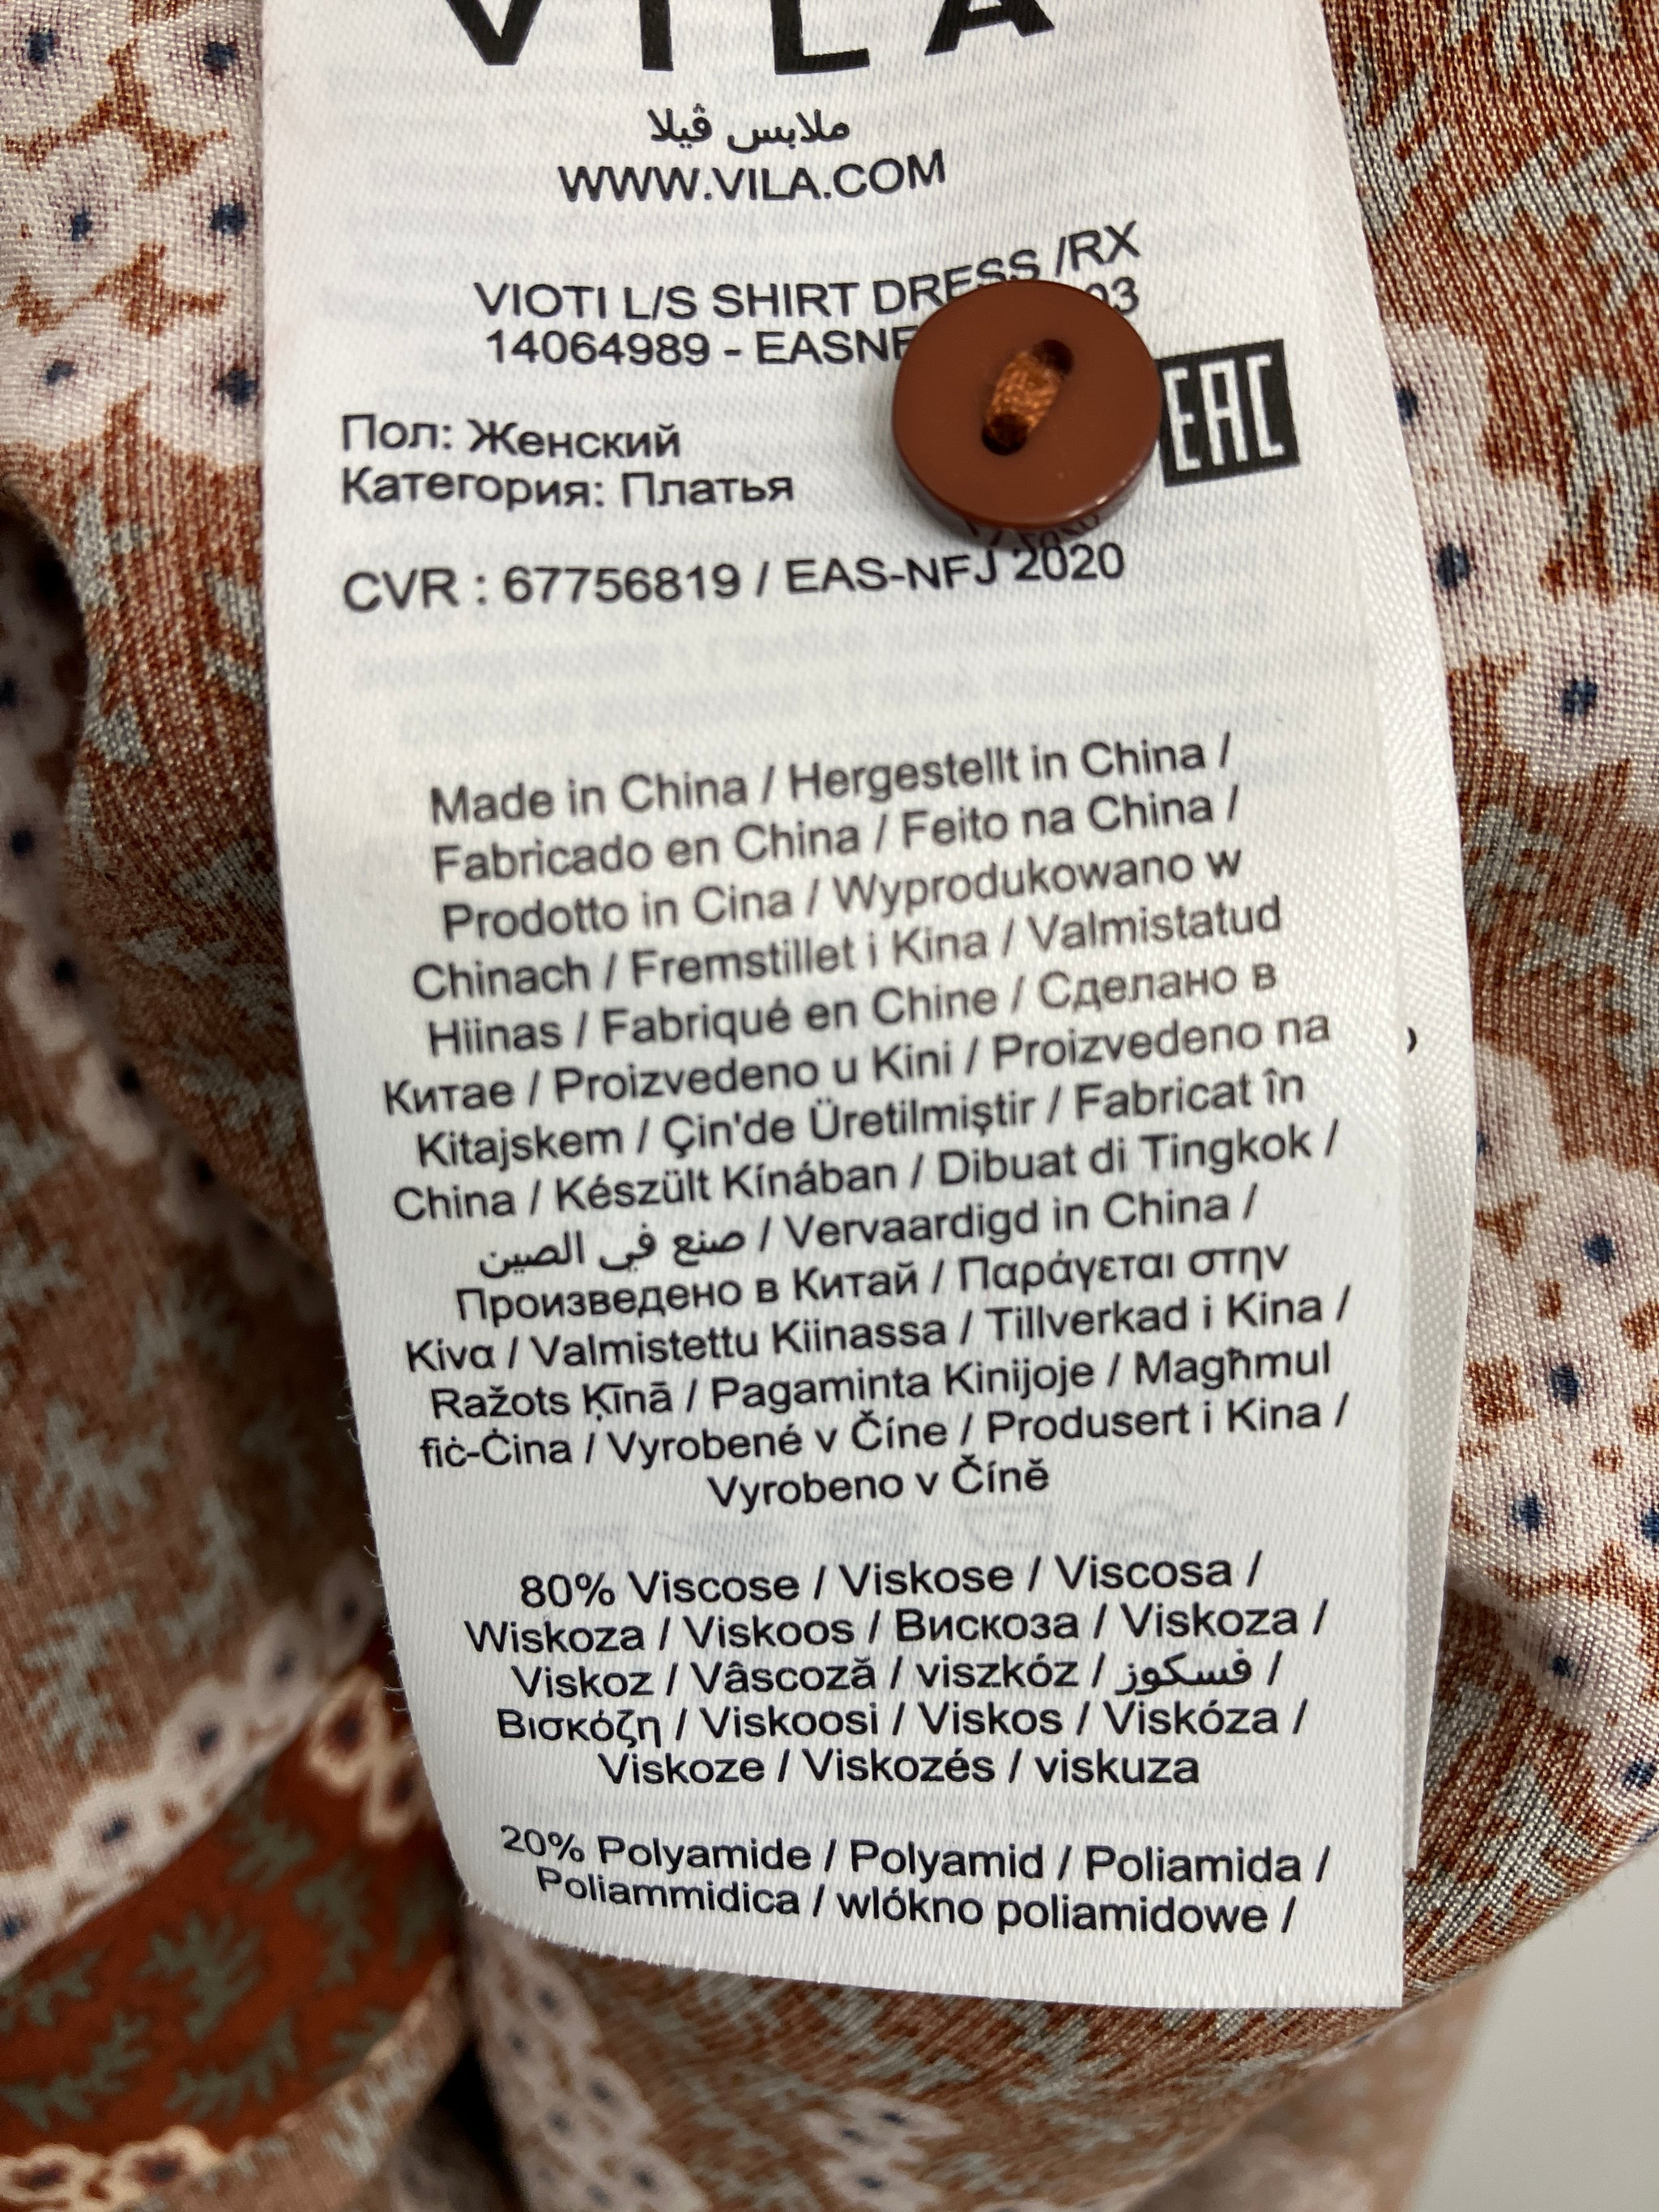 VILA
ملابس ڤيلا
WWW.VILA.COM
VIOTI L/S SHIRT DRESS /RX
14064989 - 
EAC
Пол: Женский
Категория: Платья
CVR : 67756819 / EAS-NFJ 2020
Made in China / Hergestellt in China /
Fabricado en China / Feito na China /
Prodotto in Cina / Wyprodukowano w
Chinach / Fremstillet i Kina / Valmistatud
Hiinas / Fabriqué en Chine / Сделано в
Китае / Proizvedeno u Kini / Proizvedeno na
Kitajskem / Çin'de Üretilmiştir / Fabricat în
China / Készült Kínában / Dibuat di Tingkok /
صنع في الصين / Vervaardigd in China /
Произведено в Китай / Παράγεται στην
Κίνα / Valmistettu Kiinassa / Tillverkad i Kina /
Ražots Ķīnā / Pagaminta Kinijoje / Magħmul
fiċ-Ċina / Vyrobené v Číne / Produsert i Kina /
Vyrobeno v Číně
80% Viscose / Viskose / Viscosa /
Wiskoza / Viskoos / Вискоза / Viskoza /
Viskoz / Vâscoză / viszkóz / فسكوز /
Βισκόζη / Viskoosi / Viskos / Viskóza /
Viskoze / Viskozés / viskuza
20% Polyamide / Polyamid / Poliamida /
Poliammidica / wlókno poliamidowe /